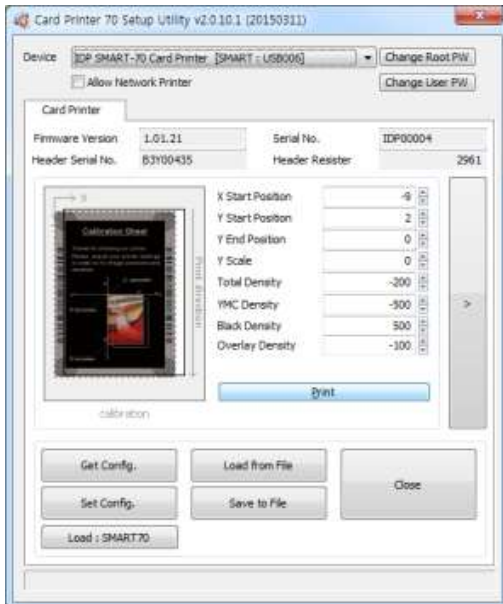 Card Printer 70 Setup Utility v2.0.10.1 (20150311)
Device IDP SMART-70 Card Printer [SMART : USB006] Change Root PW
Allow Network Printer Change User PW
Card Printer
Firmware Version 1.01.21 Serial No. IDP00004
Header Serial No. B3Y00435 Header Resister 2961
X Start Position -9
Y Start Position 2
Y End Position 0
Y Scale 0
Total Density -200
YMC Density -500
Black Density 500
Overlay Density -100
Print
>
Calibration Sheet
Print direction
calibration
Get Config. Load from File Close
Set Config. Save to File
Load : SMART70